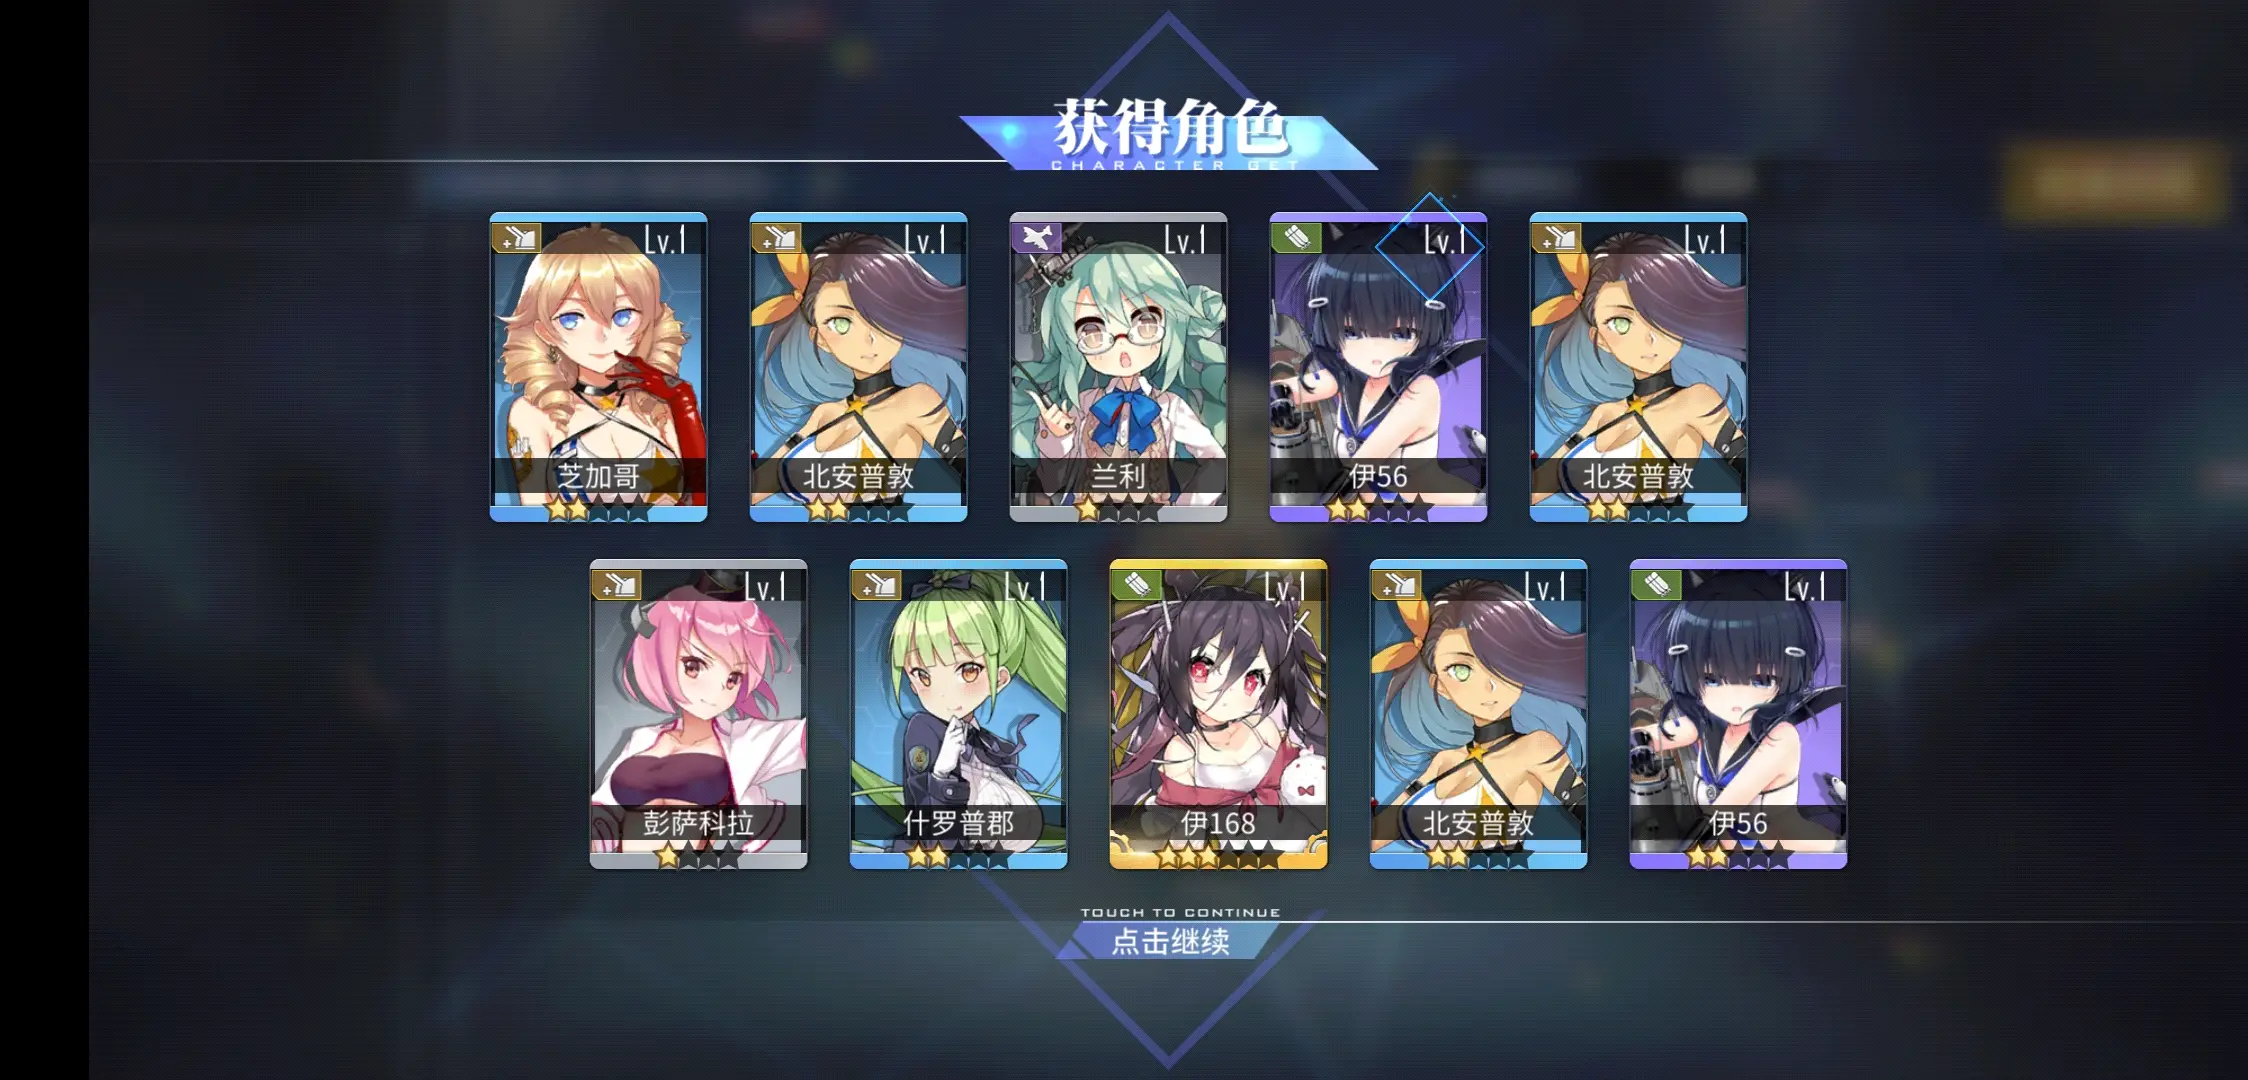 获得角色
CHARACTER GET
Lv.1
Lv.1
Lv.1
Lv.1
Lv.1
芝加哥
北安普敦
兰利
伊56
北安普敦
Lv.1
Lv.1
Lv.1
Lv.1
Lv.1
彭萨科拉
什罗普郡
伊168
北安普敦
伊56
TOUCH TO CONTINUE
点击继续